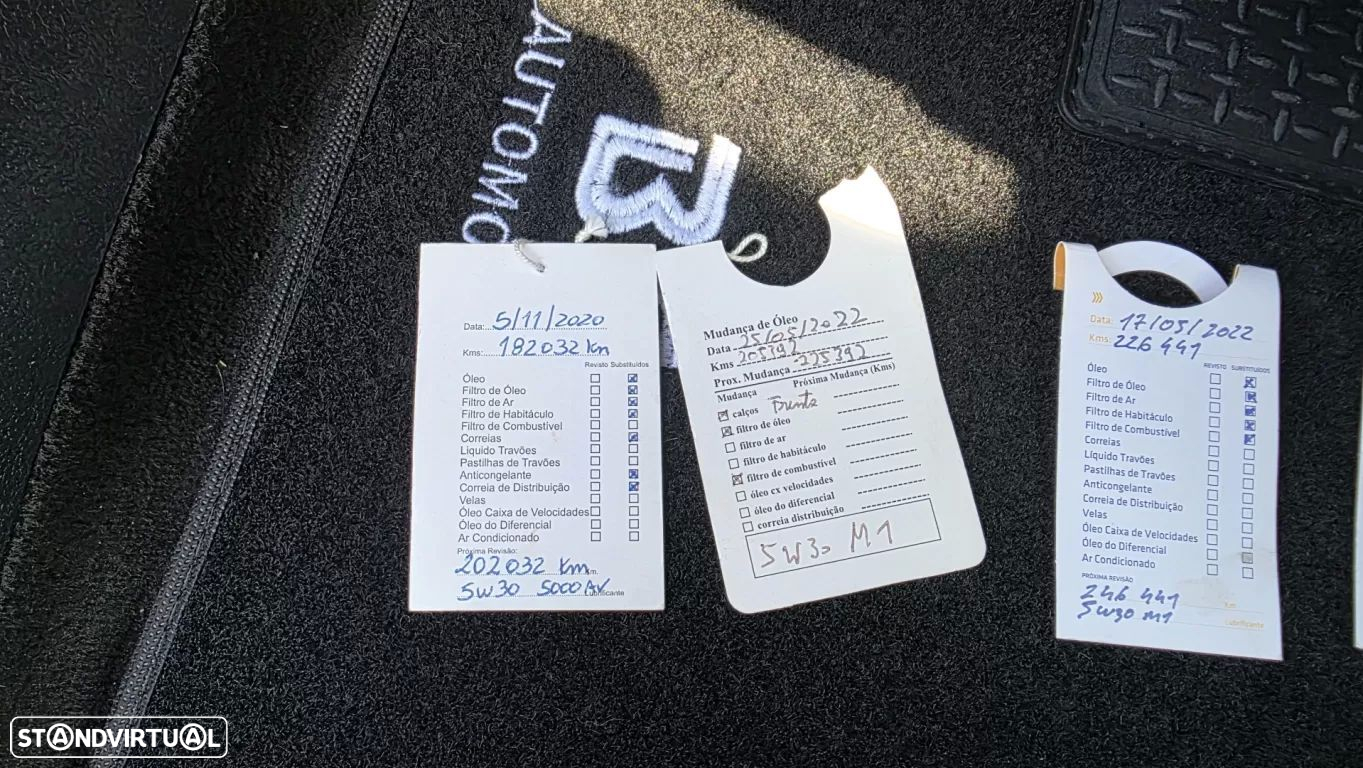 AUTOMO
B
Data: 5/11/2020
Kms: 182032 Km
Revisto Substituídos
Óleo
Filtro de Óleo
Filtro de Ar
Filtro de Habitáculo
Filtro de Combustível
Correias
Liquido Travões
Pastilhas de Travões
Anticongelante
Correia de Distribuição
Velas
Óleo Caixa de Velocidades
Óleo do Diferencial
Ar Condicionado
Próxima Revisão:
202032 Km m.
5W30 5000 AV Lubrificante
Mudança de Óleo
Data 25/05/2022
Kms 205392
Prox. Mudança 225392
Mudança Próxima Mudança (Kms)
calços Frente
filtro de óleo
filtro de ar
filtro de habitáculo
filtro de combustível
óleo cx velocidades
óleo do diferencial
correia distribuição
5W30 M1
Data: 17/05/2022
Kms: 226 441
REVISTO SUBSTITUÍDOS
Óleo
Filtro de Óleo
Filtro de Ar
Filtro de Habitáculo
Filtro de Combustível
Correias
Líquido Travões
Pastilhas de Travões
Anticongelante
Correia de Distribuição
Velas
Óleo Caixa de Velocidades
Óleo do Diferencial
Ar Condicionado
PRÓXIMA REVISÃO
246 441 Km
5W30 M1 Lubrificante
STANDVIRTUAL